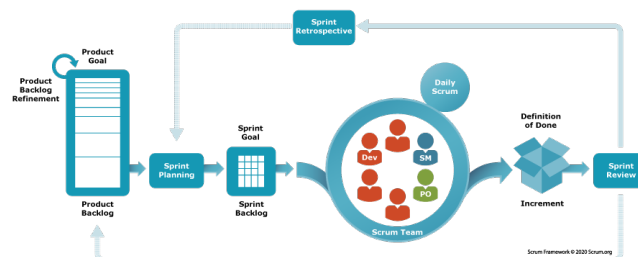 Sprint
Retrospective
Product
Goal
Product
Backlog
Refinement
Daily
Scrum
Sprint
Goal
Definition
of Done
Dev
SM
PO
Sprint
Planning
Sprint
Review
Product
Backlog
Sprint
Backlog
Scrum Team
Increment
Scrum Framework © 2020 Scrum.org